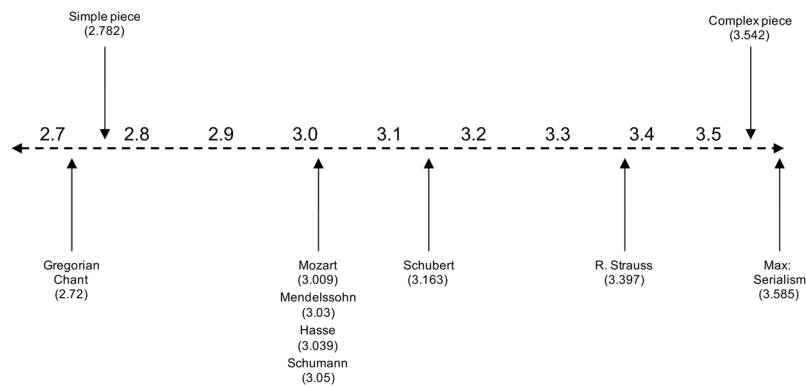 Simple piece
(2.782)
Complex piece
(3.542)
2.7 2.8 2.9 3.0 3.1 3.2 3.3 3.4 3.5
Gregorian
Chant
(2.72)
Mozart
(3.009)
Mendelssohn
(3.03)
Hasse
(3.039)
Schumann
(3.05)
Schubert
(3.163)
R. Strauss
(3.397)
Max:
Serialism
(3.585)